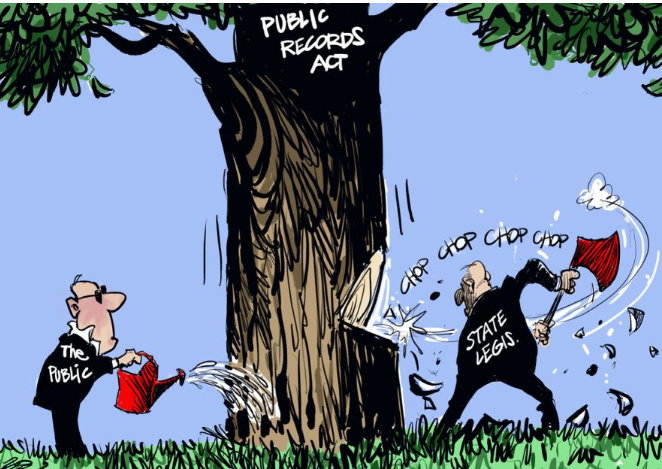 PUBLIC
RECORDS
ACT
CHOP CHOP CHOP CHOP
The
PUBLIC
STATE
LEGIS.